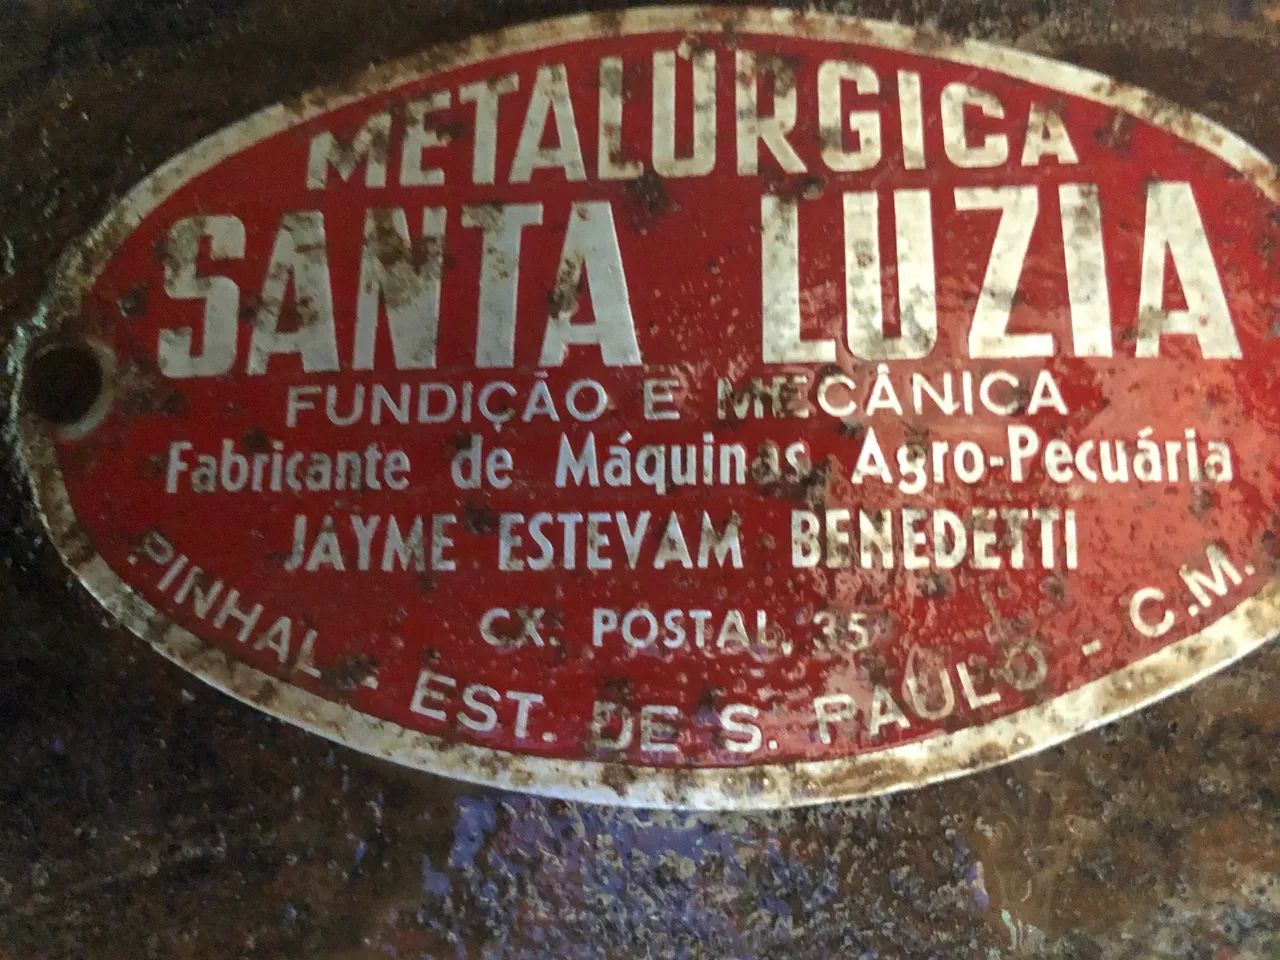 METALÚRGICA
SANTA LUZIA
FUNDIÇÃO E MECÂNICA
Fabricante de Máquinas Agro-Pecuária
JAYME ESTEVAM BENEDETTI
CX. POSTAL, 35
PINHAL - EST. DE S. PAULO - C.M.